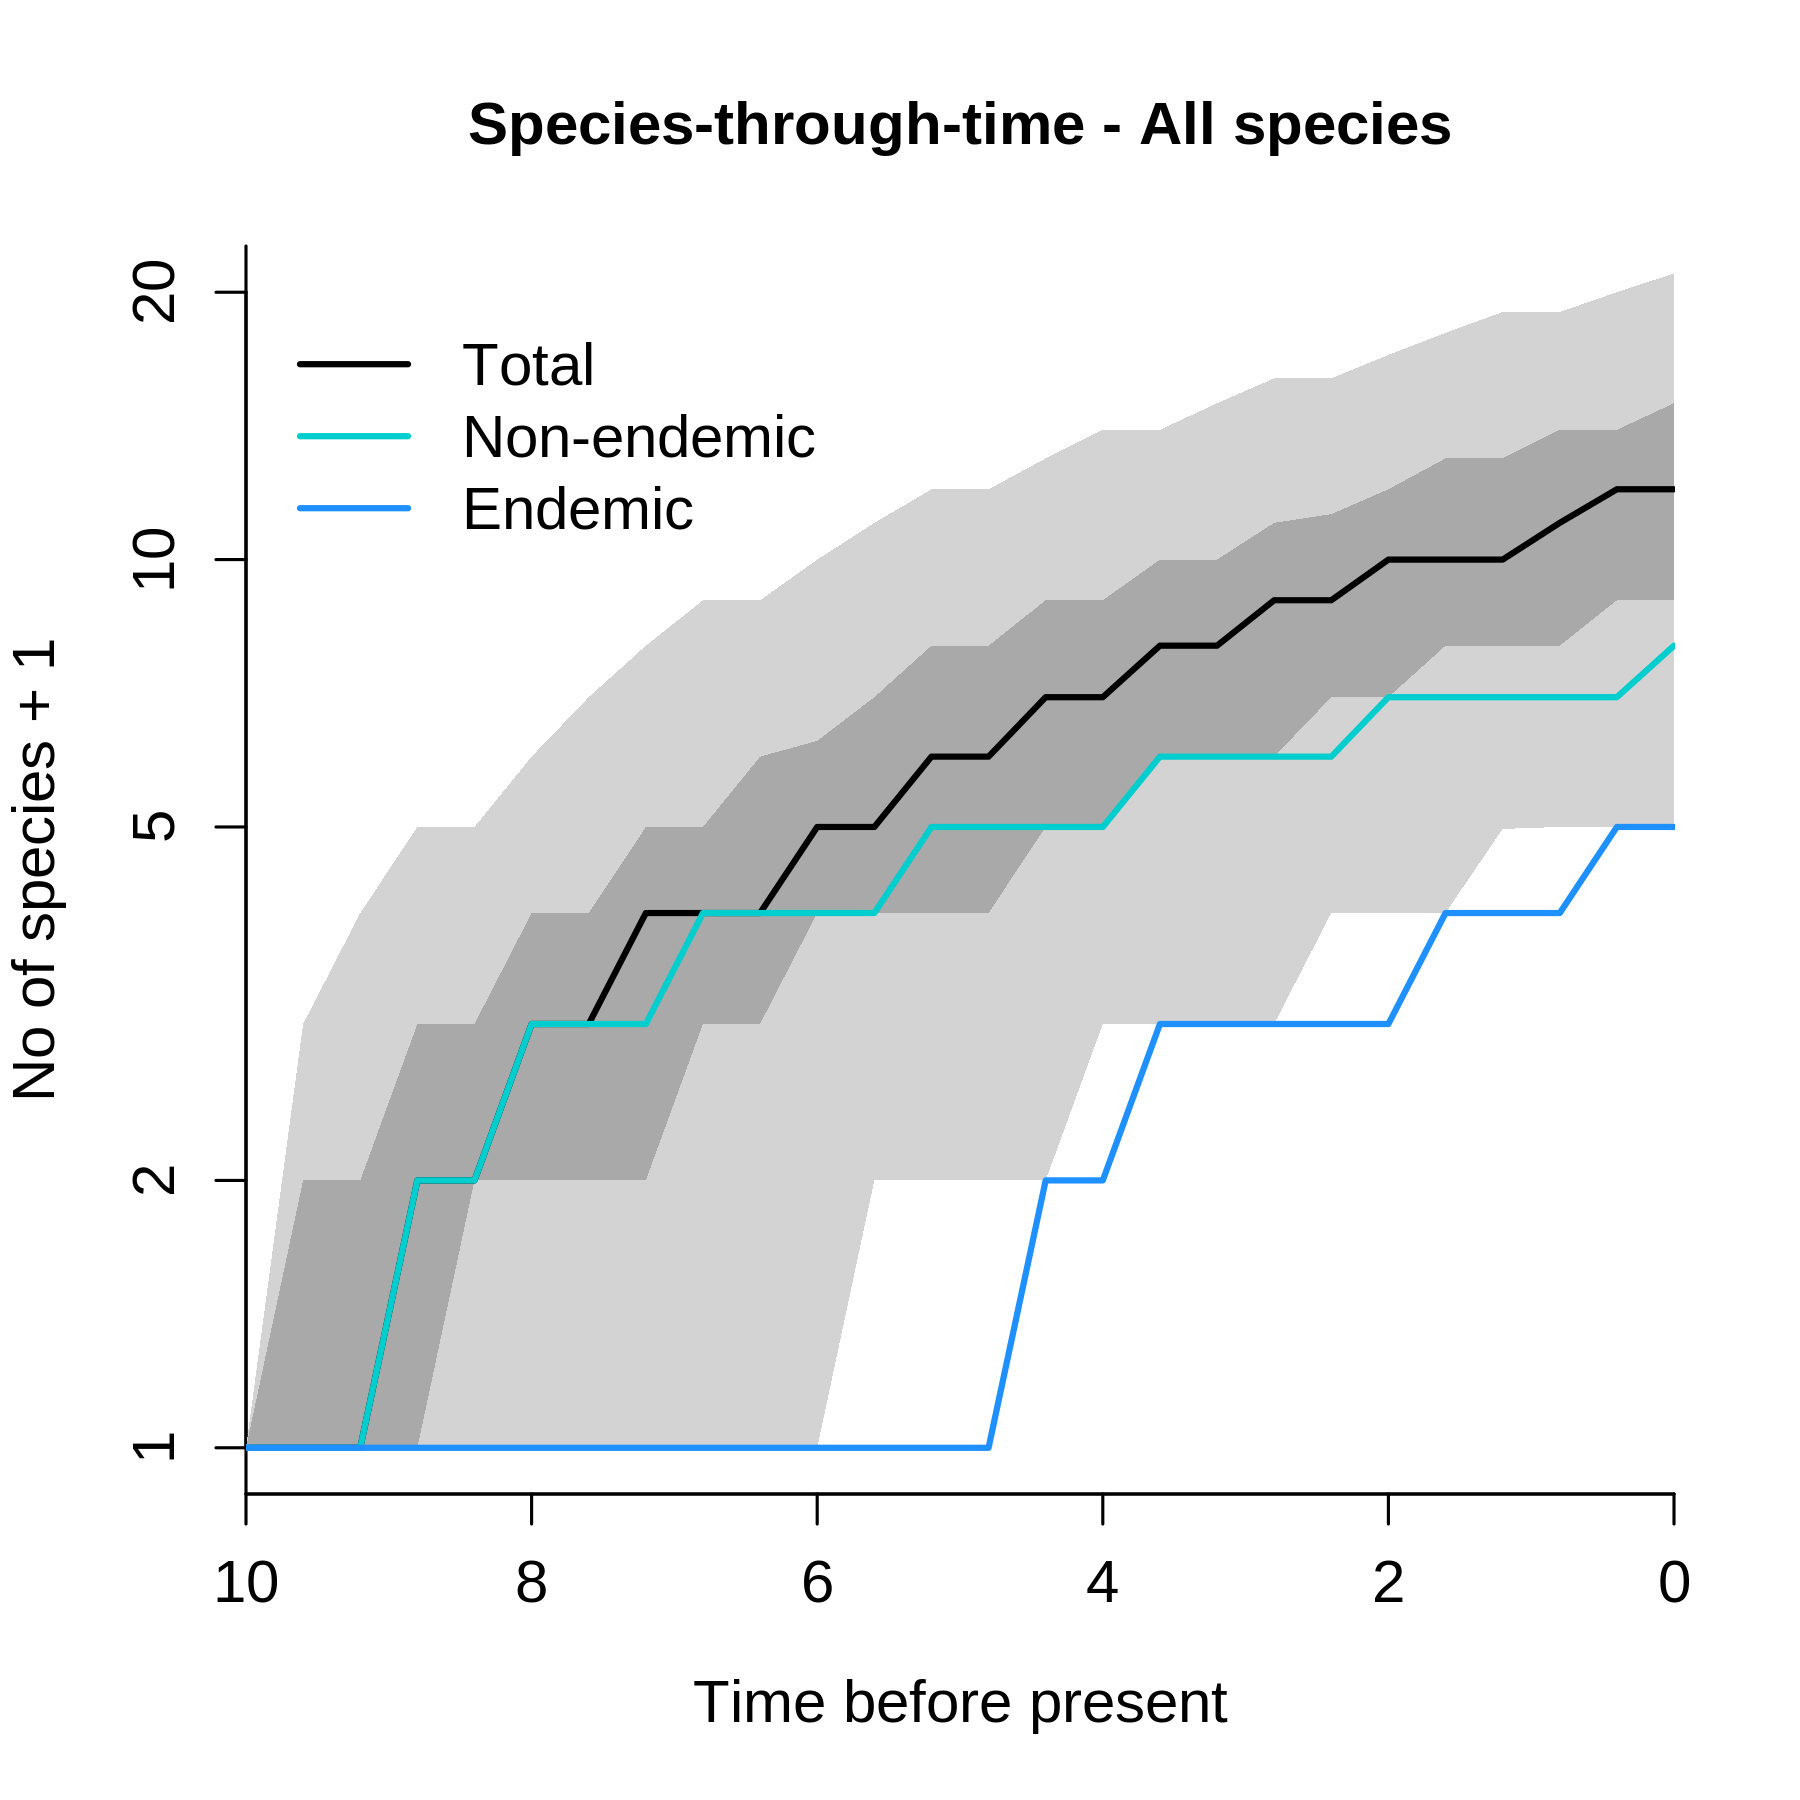 Species-through-time - All species
Total
Non-endemic
Endemic
No of species + 1
20
10
5
2
1
10 8 6 4 2 0
Time before present